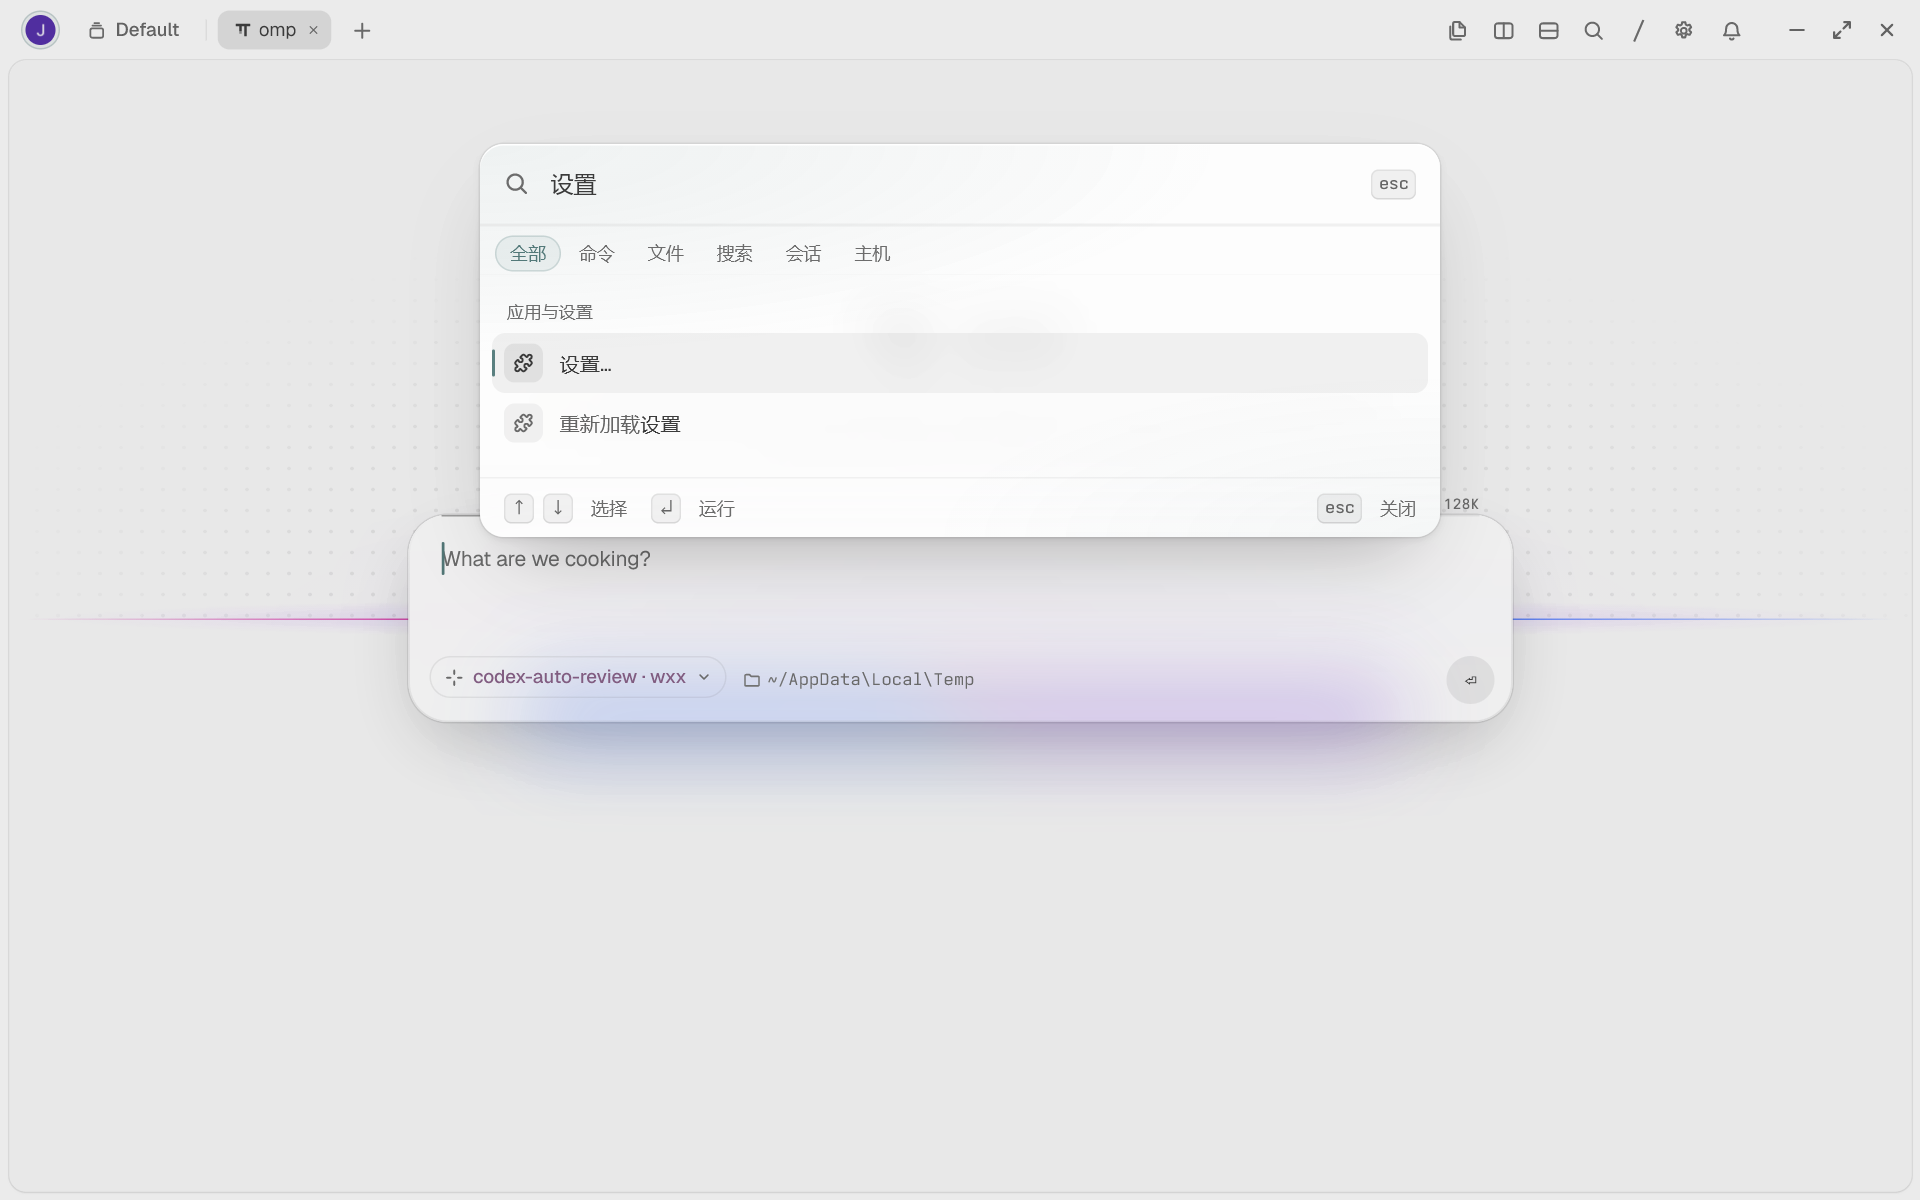 J Default omp
设置 esc
全部 命令 文件 搜索 会话 主机
应用与设置
设置...
重新加载设置
↑ ↓ 选择 ↵ 运行 esc 关闭
128K
What are we cooking?
codex-auto-review · wxx ~/AppData\Local\Temp